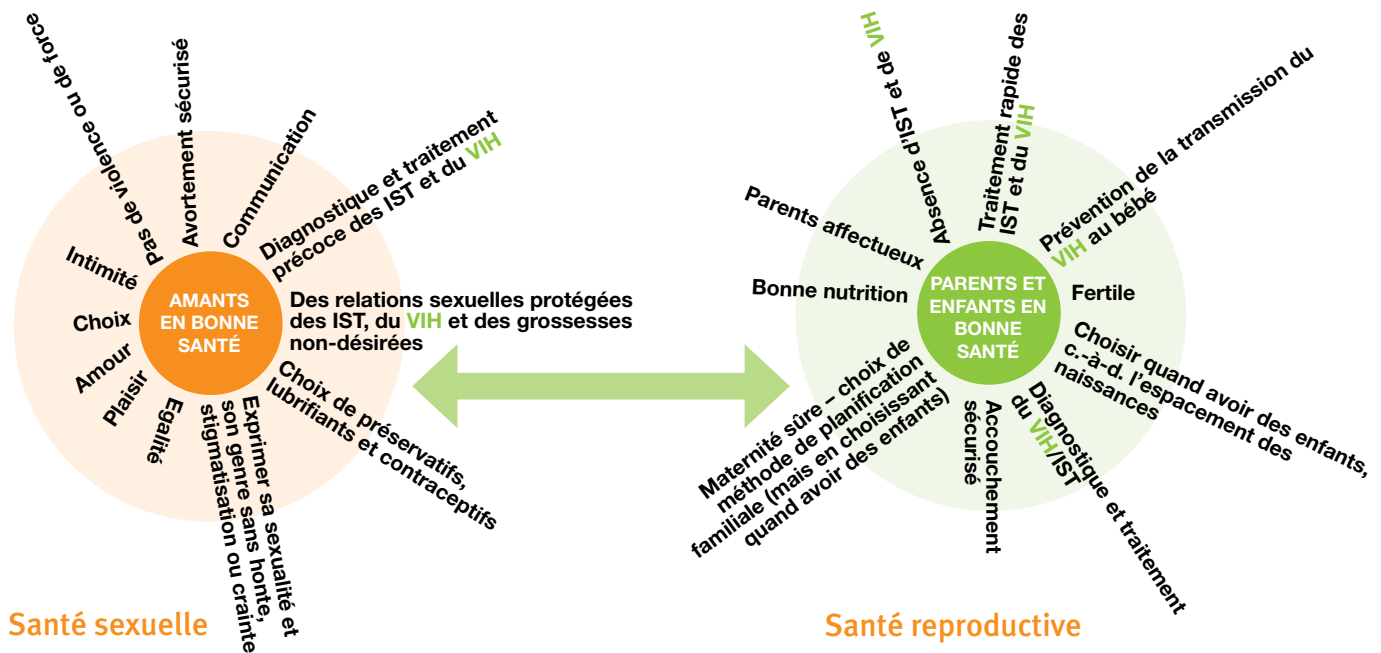 Pas de violence ou de force
Avortement sécurisé
Communication
Diagnostique et traitement
précoce des IST et du VIH
Des relations sexuelles protégées
des IST, du VIH et des grossesses
non-désirées
Choix de préservatifs,
lubrifiants et contraceptifs
Exprimer sa sexualité et
son genre sans honte,
stigmatisation ou crainte
Egalité
Plaisir
Amour
Choix
Intimité
AMANTS
EN BONNE
SANTÉ
Santé sexuelle
Absence d'IST et de VIH
Traitement rapide des
IST et du VIH
Prévention de la transmission du
VIH au bébé
Fertile
Choisir quand avoir des enfants,
c.-à-d. l'espacement des
naissances
Diagnostique et traitement
du VIH/IST
Accouchement
sécurisé
Maternité sûre – choix de
méthode de planification
familiale (mais en choisissant
quand avoir des enfants)
Bonne nutrition
Parents affectueux
PARENTS ET
ENFANTS EN
BONNE
SANTÉ
Santé reproductive